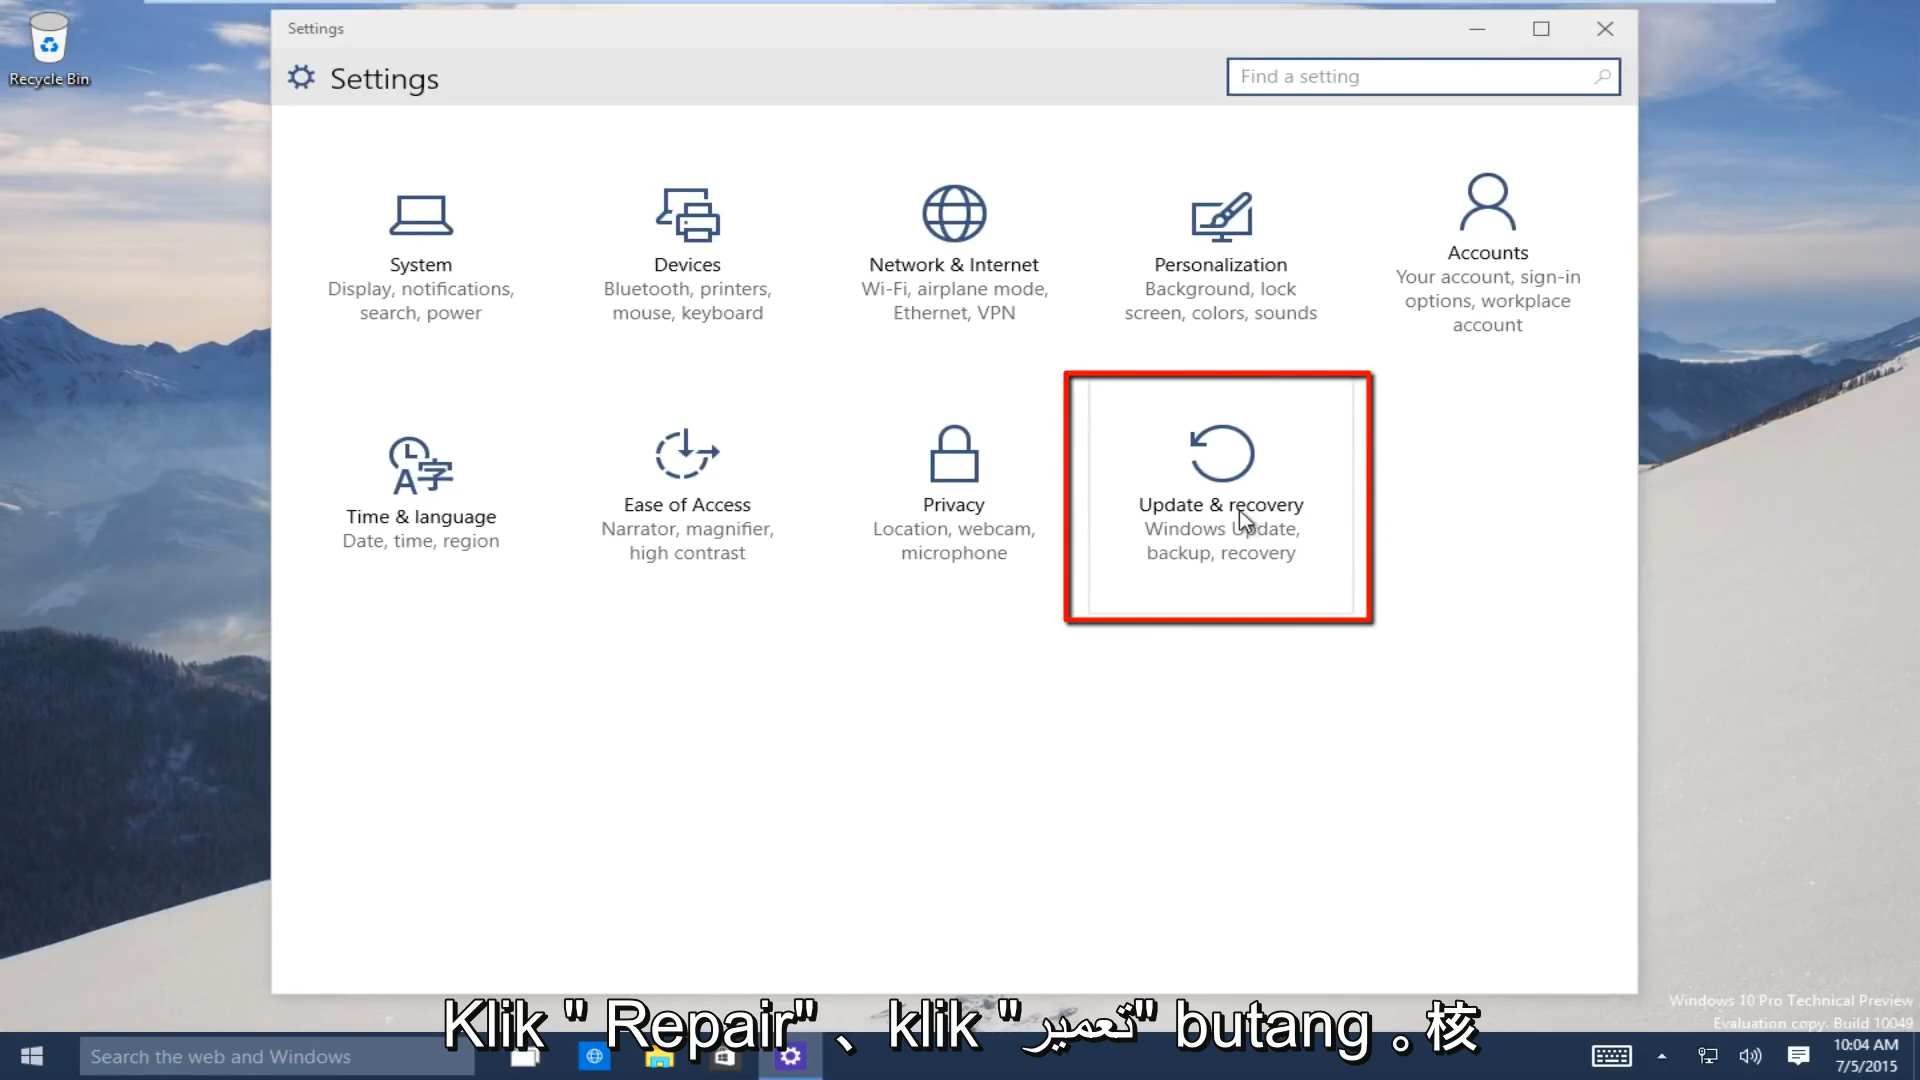 Recycle Bin
Settings
Settings
Find a setting
System
Display, notifications,
search, power
Devices
Bluetooth, printers,
mouse, keyboard
Network & Internet
Wi-Fi, airplane mode,
Ethernet, VPN
Personalization
Background, lock
screen, colors, sounds
Accounts
Your account, sign-in
options, workplace
account
Time & language
Date, time, region
Ease of Access
Narrator, magnifier,
high contrast
Privacy
Location, webcam,
microphone
Update & recovery
Windows Update,
backup, recovery
Windows 10 Pro Technical Preview
Evaluation copy. Build 10049
Klik " Repair" 、klik "تعمير" butang 。核
Search the web and Windows
10:04 AM
7/5/2015